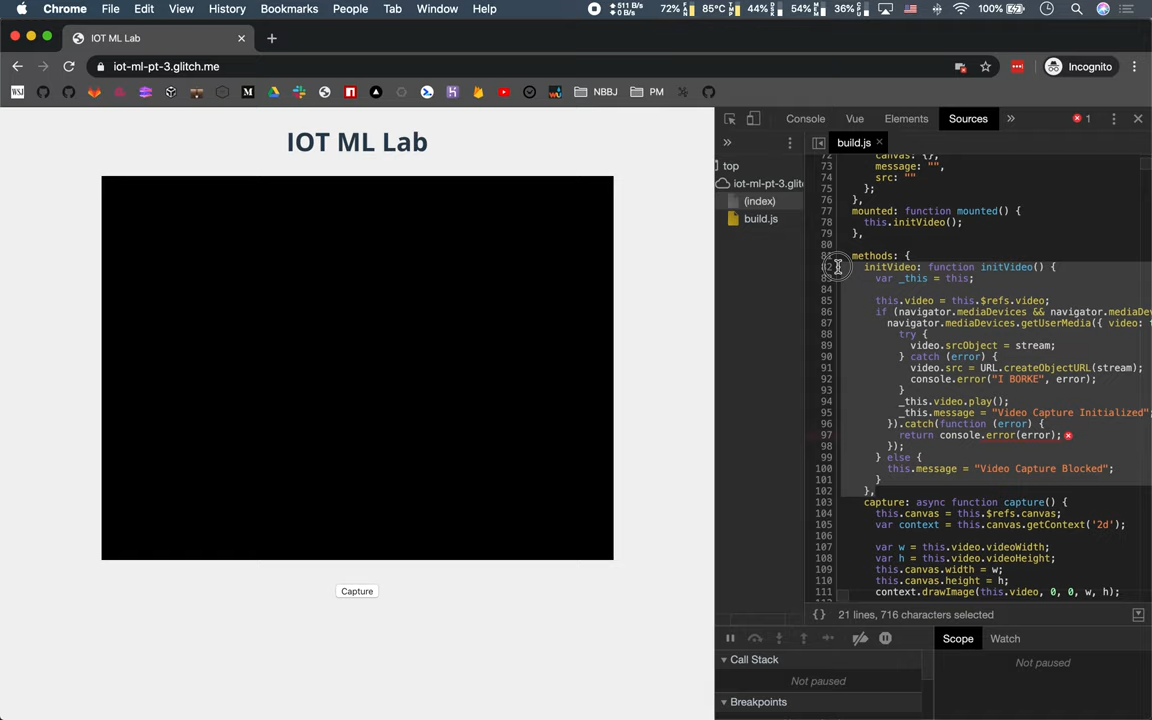 Chrome File Edit View History Bookmarks People Tab Window Help 511 B/s 0 B/s 72% 85°C 44% 54% 36% 100%
IOT ML Lab
iot-ml-pt-3.glitch.me Incognito
WSJ NBBJ PM
Console Vue Elements Sources 1
build.js
top
iot-ml-pt-3.glit
(index)
build.js
IOT ML Lab
Capture
72 canvas: {},
73 message: "",
74 src: ""
75 };
76 },
77 mounted: function mounted() {
78 this.initVideo();
79 },
80
81 methods: {
82 initVideo: function initVideo() {
83 var _this = this;
84
85 this.video = this.$refs.video;
86 if (navigator.mediaDevices && navigator.mediaDev
87 navigator.mediaDevices.getUserMedia({ video: t
88 try {
89 video.srcObject = stream;
90 } catch (error) {
91 video.src = URL.createObjectURL(stream);
92 console.error("I BORKE", error);
93 }
94 _this.video.play();
95 _this.message = "Video Capture Initialized"
96 }).catch(function (error) {
97 return console.error(error);
98 });
99 } else {
100 this.message = "Video Capture Blocked";
101 }
102 },
103 capture: async function capture() {
104 this.canvas = this.$refs.canvas;
105 var context = this.canvas.getContext('2d');
106
107 var w = this.video.videoWidth;
108 var h = this.video.videoHeight;
109 this.canvas.width = w;
110 this.canvas.height = h;
111 context.drawImage(this.video, 0, 0, w, h);
{} 21 lines, 716 characters selected
Scope Watch
Call Stack
Not paused
Not paused
Breakpoints